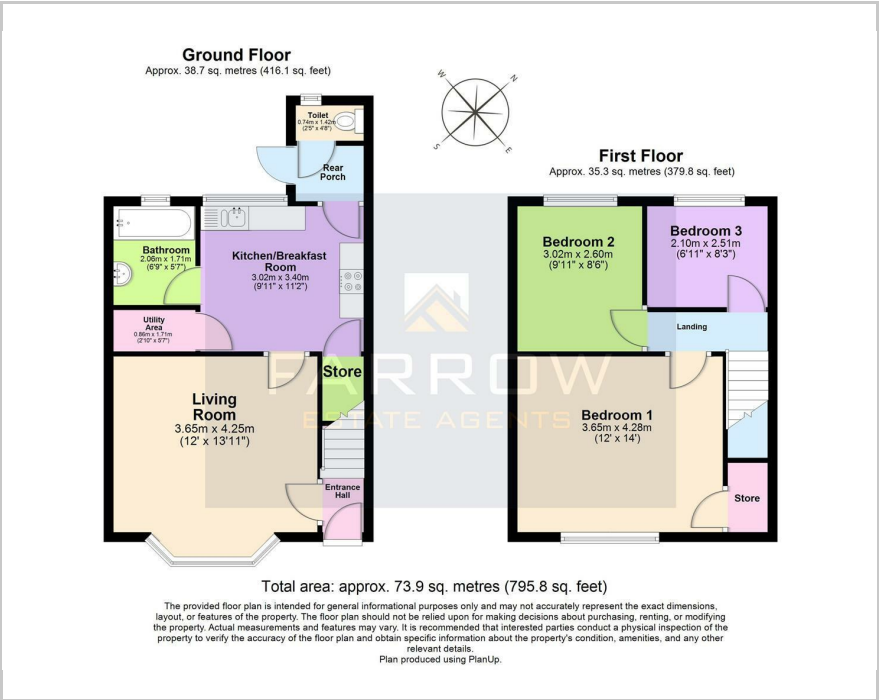 Ground Floor
Approx. 38.7 sq. metres (416.1 sq. feet)
Toilet
0.74m x 1.42m
(2'5" x 4'8")
Rear
Porch
Bathroom
2.06m x 1.71m
(6'9" x 5'7")
Kitchen/Breakfast
Room
3.02m x 3.40m
(9'11" x 11'2")
Utility
Area
0.86m x 1.71m
(2'10" x 5'7")
Store
Living
Room
3.65m x 4.25m
(12' x 13'11")
Entrance
Hall
W
N
S
E
First Floor
Approx. 35.3 sq. metres (379.8 sq. feet)
Bedroom 2
3.02m x 2.60m
(9'11" x 8'6")
Bedroom 3
2.10m x 2.51m
(6'11" x 8'3")
Landing
Bedroom 1
3.65m x 4.28m
(12' x 14')
Store
FARROW
ESTATE AGENTS
Total area: approx. 73.9 sq. metres (795.8 sq. feet)
The provided floor plan is intended for general informational purposes only and may not accurately represent the exact dimensions,
layout, or features of the property. The floor plan should not be relied upon for making decisions about purchasing, renting, or modifying
the property. Actual measurements and features may vary. It is recommended that interested parties conduct a physical inspection of the
property to verify the accuracy of the floor plan and obtain specific information about the property's condition, amenities, and any other
relevant details.
Plan produced using PlanUp.